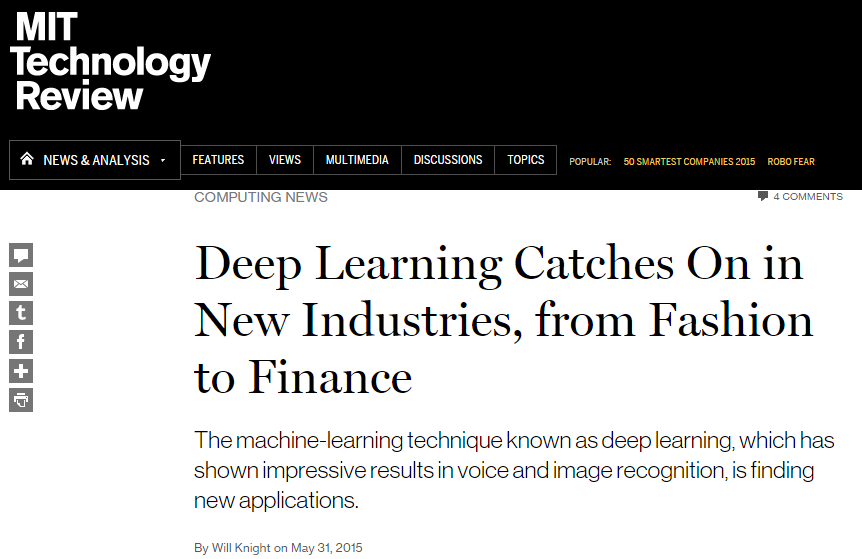 MIT
Technology
Review
NEWS & ANALYSIS
FEATURES
VIEWS
MULTIMEDIA
DISCUSSIONS
TOPICS
POPULAR:
50 SMARTEST COMPANIES 2015
ROBO FEAR
COMPUTING NEWS
4 COMMENTS
Deep Learning Catches On in
New Industries, from Fashion
to Finance
The machine-learning technique known as deep learning, which has
shown impressive results in voice and image recognition, is finding
new applications.
By Will Knight on May 31, 2015